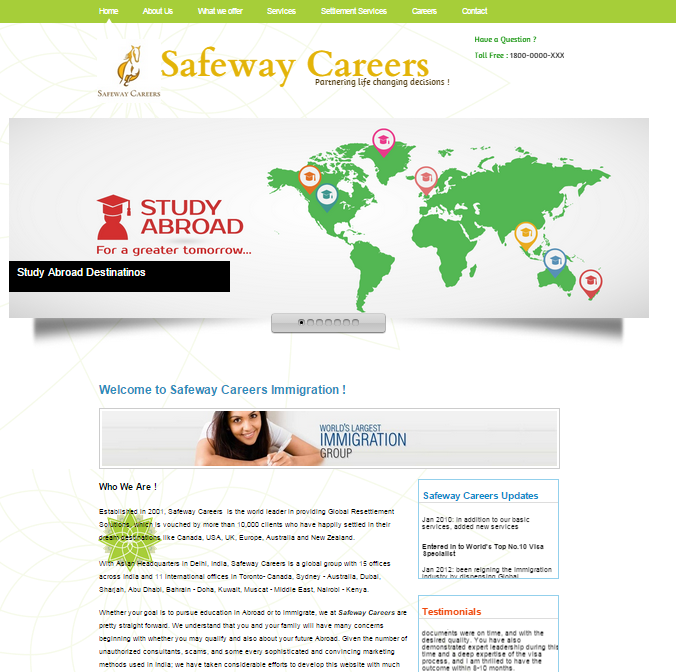 Home About Us What we offer Services Settlement Services Careers Contact
Have a Question ?
Toll Free : 1800-0000-XXX
Safeway Careers
Partnering life changing decisions !
SAFEWAY CAREERS
STUDY
ABROAD
For a greater tomorrow...
Study Abroad Destinatinos
Welcome to Safeway Careers Immigration !
WORLD'S LARGEST
IMMIGRATION
GROUP
Who We Are !
Established in 2001, Safeway Careers is the world leader in providing Global Resettlement
Solutions, which is vouched by more than 10,000 clients who have happily settled in their
dream destinations like Canada, USA, UK, Europe, Australia and New Zealand.
With Asian Headquarters in Delhi, India, Safeway Careers is a global group with 15 offices
across India and 11 international offices in Toronto- Canada, Sydney - Australia, Dubai,
Sharjah, Abu Dhabi, Bahrain - Doha, Kuwait, Muscat - Middle East, Nairobi - Kenya.
Whether your goal is to pursue education in Abroad or to Immigrate, we at Safeway Careers are
pretty straight forward. We understand that you and your family will have many concerns
beginning with whether you may qualify and also about your future Abroad. Given the number of
unauthorized consultants, scams, and some every sophisticated and convincing marketing
methods used in India; we have taken considerable efforts to develop this website with much
Safeway Careers Updates
Jan 2010: in addition to our basic
services, added new services
Entered in to World's Top No.10 Visa
Specialist
Jan 2012: been reigning the immigration
industry by dispensing Global
Testimonials
documents were on time, and with the
desired quality. You have also
demonstrated expert leadership during this
time and a deep expertise of the visa
process, and I am thrilled to have the
outcome within 8-10 months.